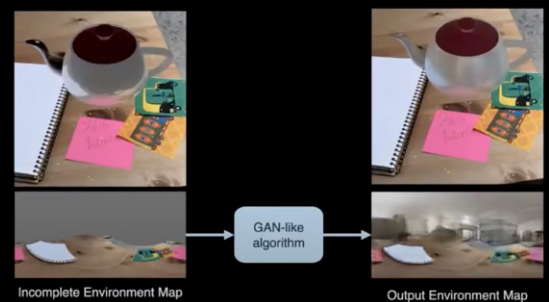 GAN-like
algorithm
Incomplete Environment Map
Output Environment Map